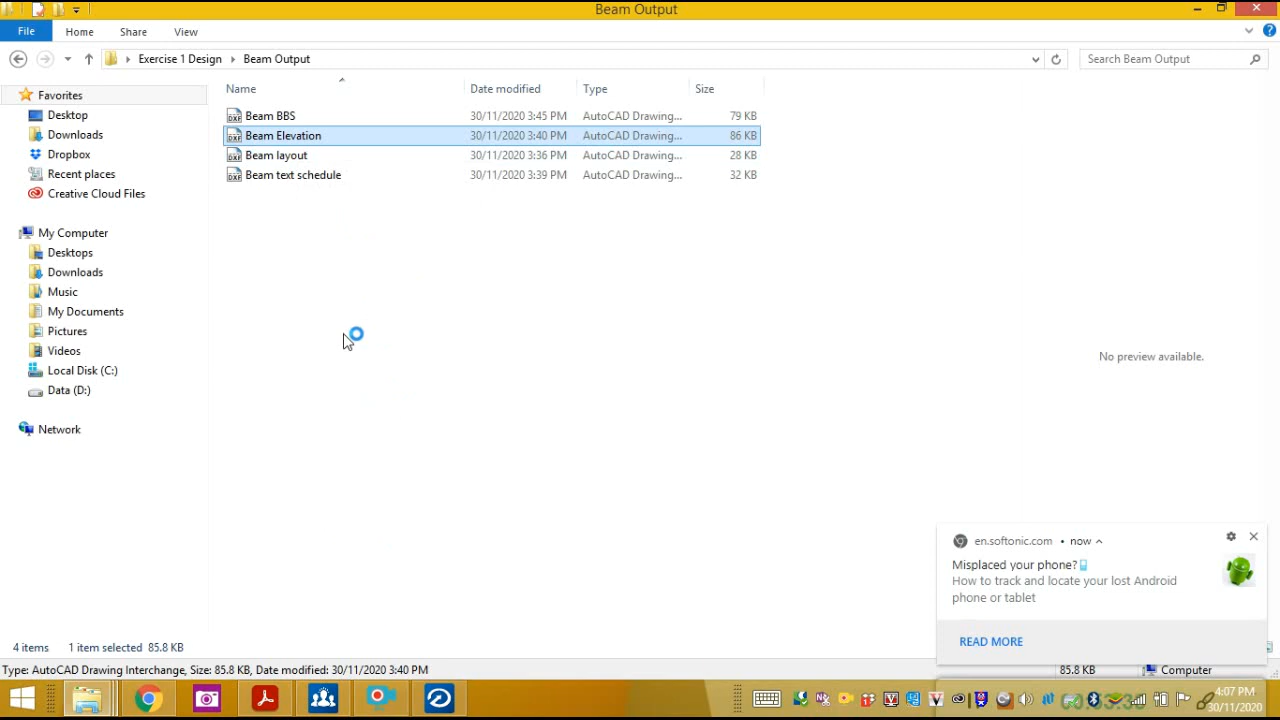 Beam Output
File Home Share View
Exercise 1 Design Beam Output Search Beam Output
Name Date modified Type Size
Favorites
Desktop
Downloads
Dropbox
Recent places
Creative Cloud Files
My Computer
Desktops
Downloads
Music
My Documents
Pictures
Videos
Local Disk (C:)
Data (D:)
Network
Beam BBS 30/11/2020 3:45 PM AutoCAD Drawing... 79 KB
Beam Elevation 30/11/2020 3:40 PM AutoCAD Drawing... 86 KB
Beam layout 30/11/2020 3:36 PM AutoCAD Drawing... 28 KB
Beam text schedule 30/11/2020 3:39 PM AutoCAD Drawing... 32 KB
No preview available.
en.softonic.com • now
Misplaced your phone?
How to track and locate your lost Android
phone or tablet
READ MORE
4 items 1 item selected 85.8 KB
Type: AutoCAD Drawing Interchange, Size: 85.8 KB, Date modified: 30/11/2020 3:40 PM 85.8 KB Computer
4:07 PM
30/11/2020